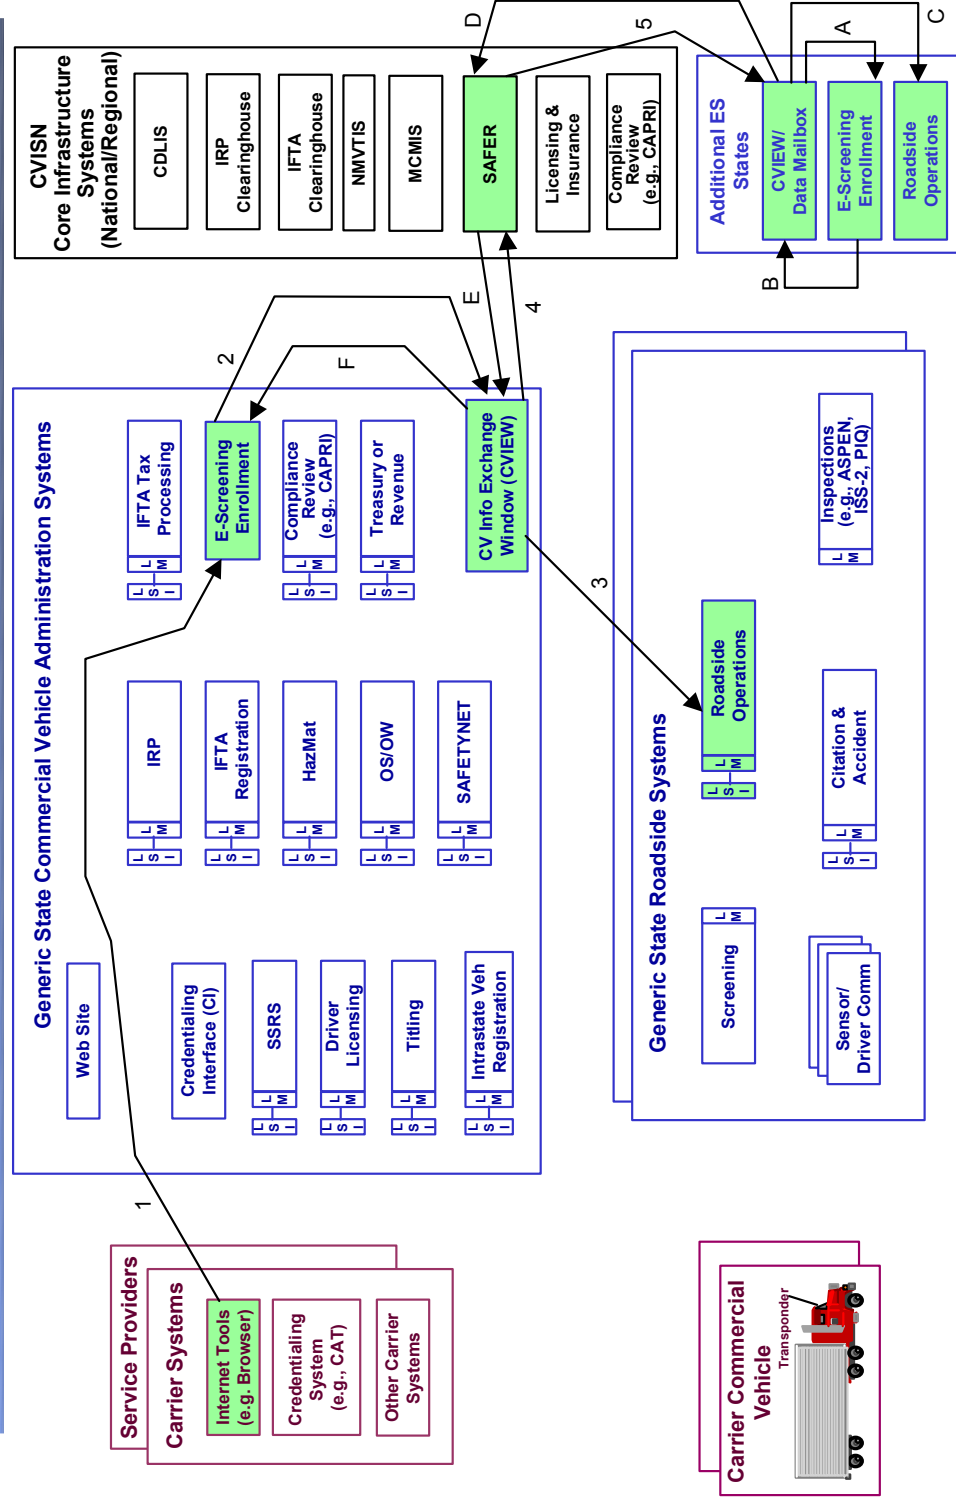 Service Providers
Carrier Systems
Internet Tools
(e.g. Browser)
Credentialing
System
(e.g., CAT)
Other Carrier
Systems
Carrier Commercial
Vehicle
Transponder
1
Generic State Commercial Vehicle Administration Systems
Web Site
Credentialing
Interface (CI)
SSRS
L
M
L
S
I
Driver
Licensing
L
M
L
S
I
Titling
L
M
L
S
I
Intrastate Veh
Registration
L
M
L
S
I
IRP
L
M
L
S
I
IFTA
Registration
L
M
L
S
I
HazMat
L
M
L
S
I
OS/OW
L
M
L
S
I
SAFETYNET
L
M
L
S
I
IFTA Tax
Processing
L
M
L
S
I
E-Screening
Enrollment
Compliance
Review
(e.g., CAPRI)
L
M
L
S
I
Treasury or
Revenue
L
M
L
S
I
CV Info Exchange
Window (CVIEW)
2
F
E
4
3
Generic State Roadside Systems
Screening
L
M
Sensor/
Driver Comm
Roadside
Operations
L
M
L
S
I
Citation &
Accident
L
M
L
S
I
Inspections
(e.g., ASPEN,
ISS-2, PIQ)
L
M
CVISN
Core Infrastructure
Systems
(National/Regional)
CDLIS
IRP
Clearinghouse
IFTA
Clearinghouse
NMVTIS
MCMIS
SAFER
Licensing &
Insurance
Compliance
Review
(e.g., CAPRI)
D
5
Additional ES
States
CVIEW/
Data Mailbox
E-Screening
Enrollment
Roadside
Operations
B
A
C